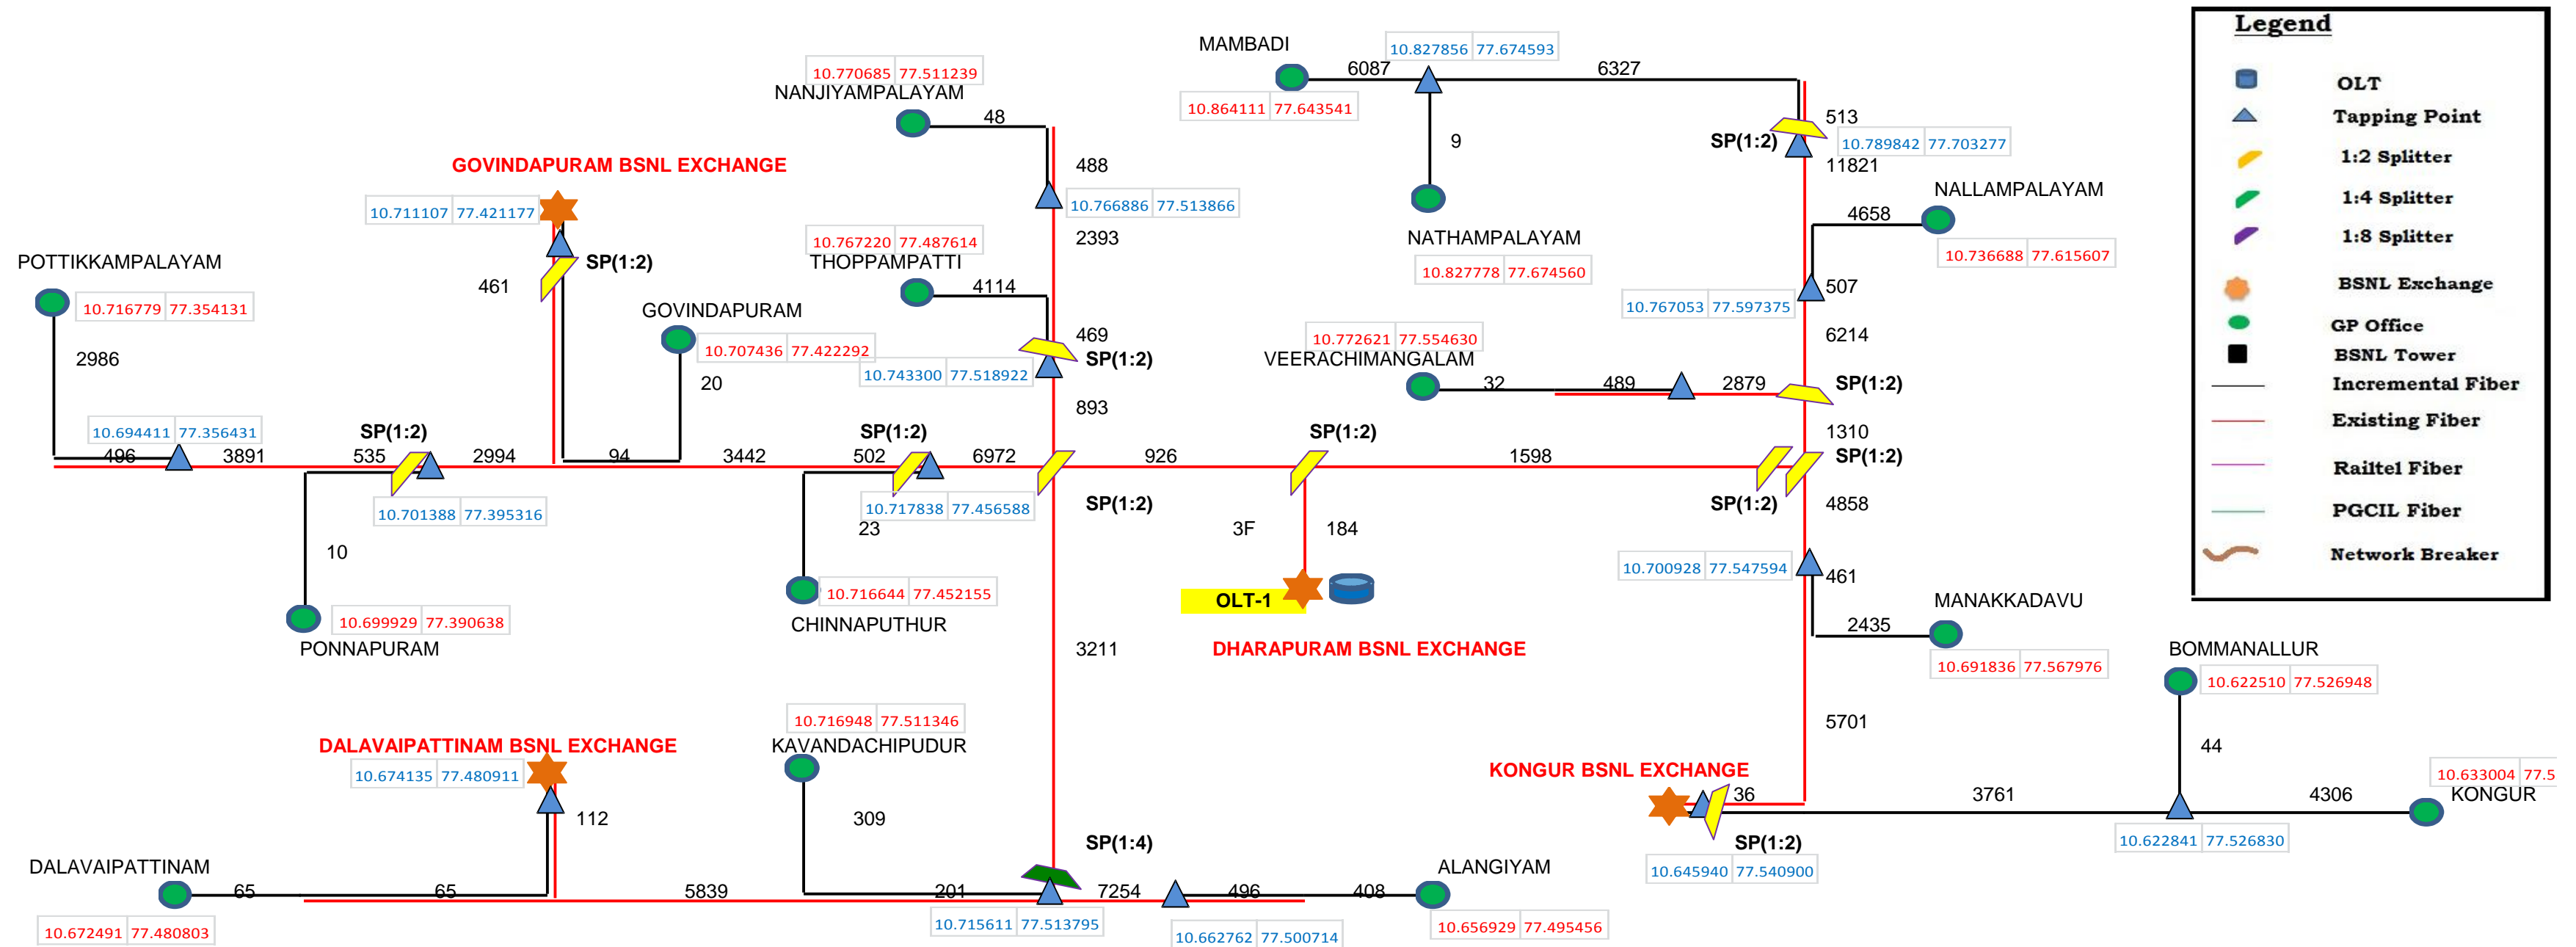 Legend
OLT
Tapping Point
1:2 Splitter
1:4 Splitter
1:8 Splitter
BSNL Exchange
GP Office
BSNL Tower
Incremental Fiber
Existing Fiber
Railtel Fiber
PGCIL Fiber
Network Breaker
MAMBADI
10.827856 77.674593
6087
6327
10.864111 77.643541
10.770685 77.511239
NANJIYAMPALAYAM
48
513
SP(1:2)
10.789842 77.703277
9
11821
GOVINDAPURAM BSNL EXCHANGE
488
NALLAMPALAYAM
10.711107 77.421177
10.766886 77.513866
4658
2393
NATHAMPALAYAM
10.767220 77.487614
10.827778 77.674560
10.736688 77.615607
POTTIKKAMPALAYAM
SP(1:2)
THOPPAMPATTI
461
4114
507
10.716779 77.354131
10.767053 77.597375
GOVINDAPURAM
469
6214
10.772621 77.554630
10.707436 77.422292
2986
SP(1:2)
VEERACHIMANGALAM
10.743300 77.518922
20
32
489
2879
SP(1:2)
893
10.694411 77.356431
SP(1:2)
SP(1:2)
SP(1:2)
1310
496
3891
535
2994
94
3442
502
6972
926
1598
SP(1:2)
10.701388 77.395316
10.717838 77.456588
SP(1:2)
SP(1:2)
4858
10
23
3F
184
10.700928 77.547594
461
OLT-1
10.699929 77.390638
10.716644 77.452155
MANAKKADAVU
PONNAPURAM
CHINNAPUTHUR
2435
3211
DHARAPURAM BSNL EXCHANGE
10.691836 77.567976
BOMMANALLUR
10.622510 77.526948
10.716948 77.511346
5701
DALAVAIPATTINAM BSNL EXCHANGE
KAVANDACHIPUDUR
44
10.674135 77.480911
KONGUR BSNL EXCHANGE
10.633004 77.5
36
3761
4306
KONGUR
112
309
SP(1:4)
SP(1:2)
10.622841 77.526830
DALAVAIPATTINAM
ALANGIYAM
10.645940 77.540900
65
65
5839
201
7254
496
408
10.672491 77.480803
10.715611 77.513795
10.662762 77.500714
10.656929 77.495456